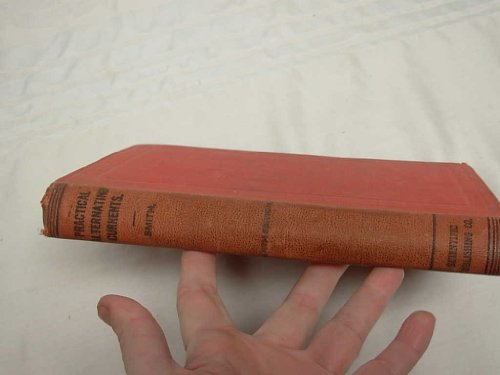 PRACTICAL
ALTERNATING
CURRENTS.
SMITH.
SCIENTIFIC
PUBLISHING CO.